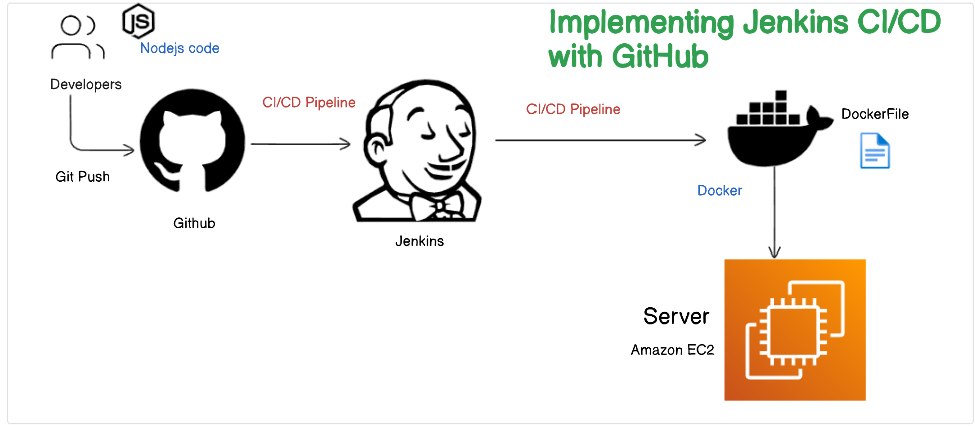 Implementing Jenkins CI/CD
with GitHub
JS
Nodejs code
Developers
Git Push
Github
CI/CD Pipeline
Jenkins
CI/CD Pipeline
DockerFile
Docker
Server
Amazon EC2